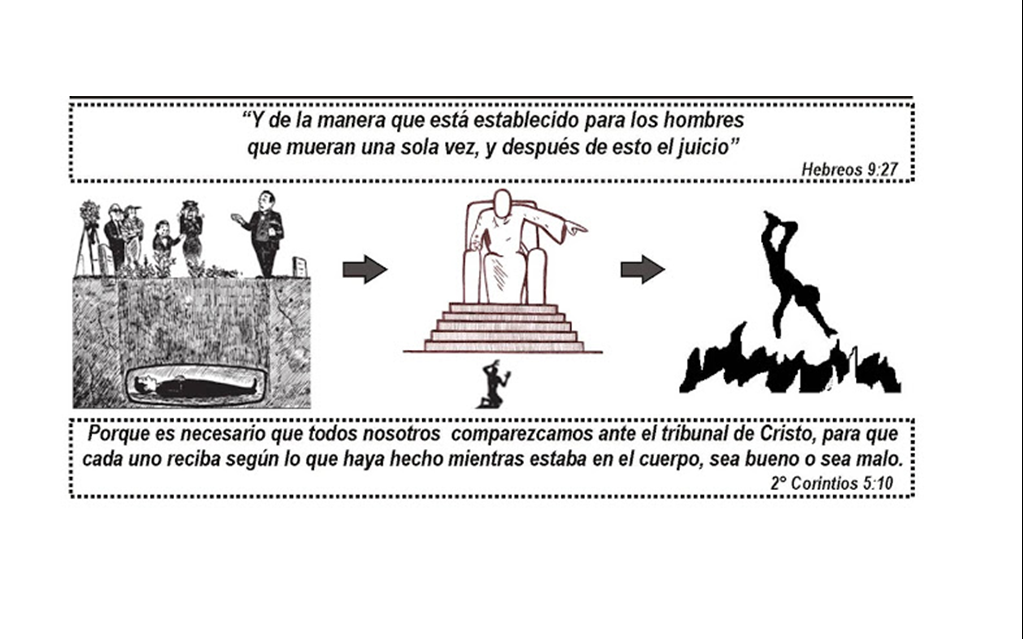 “Y de la manera que está establecido para los hombres
que mueran una sola vez, y después de esto el juicio”
Hebreos 9:27
Porque es necesario que todos nosotros comparezcamos ante el tribunal de Cristo, para que
cada uno reciba según lo que haya hecho mientras estaba en el cuerpo, sea bueno o sea malo.
2° Corintios 5:10